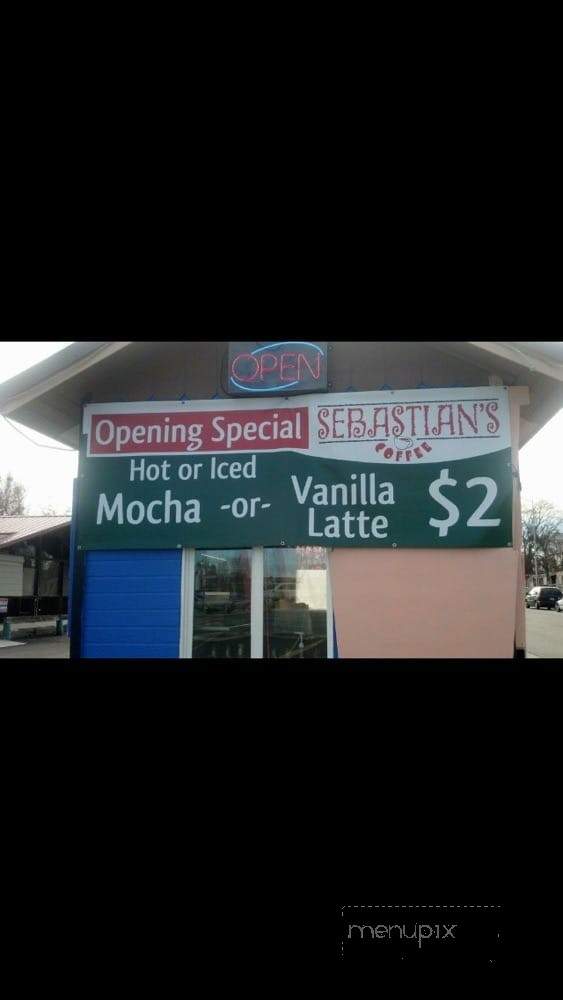 OPEN
Opening Special
SEBASTIAN'S
COFFEE
Hot or Iced
Mocha -or- Vanilla Latte $2
menupix